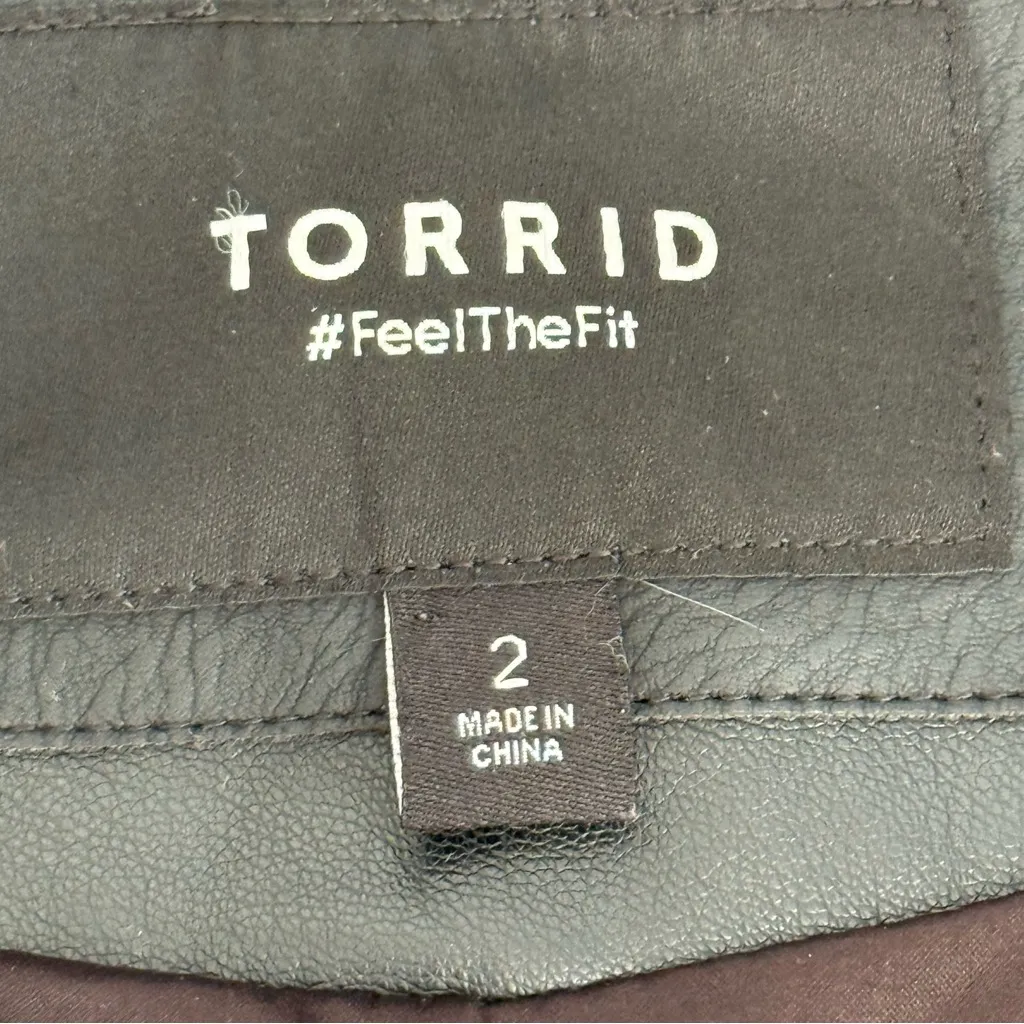 TORRID
#FeelTheFit
2
MADE IN
CHINA